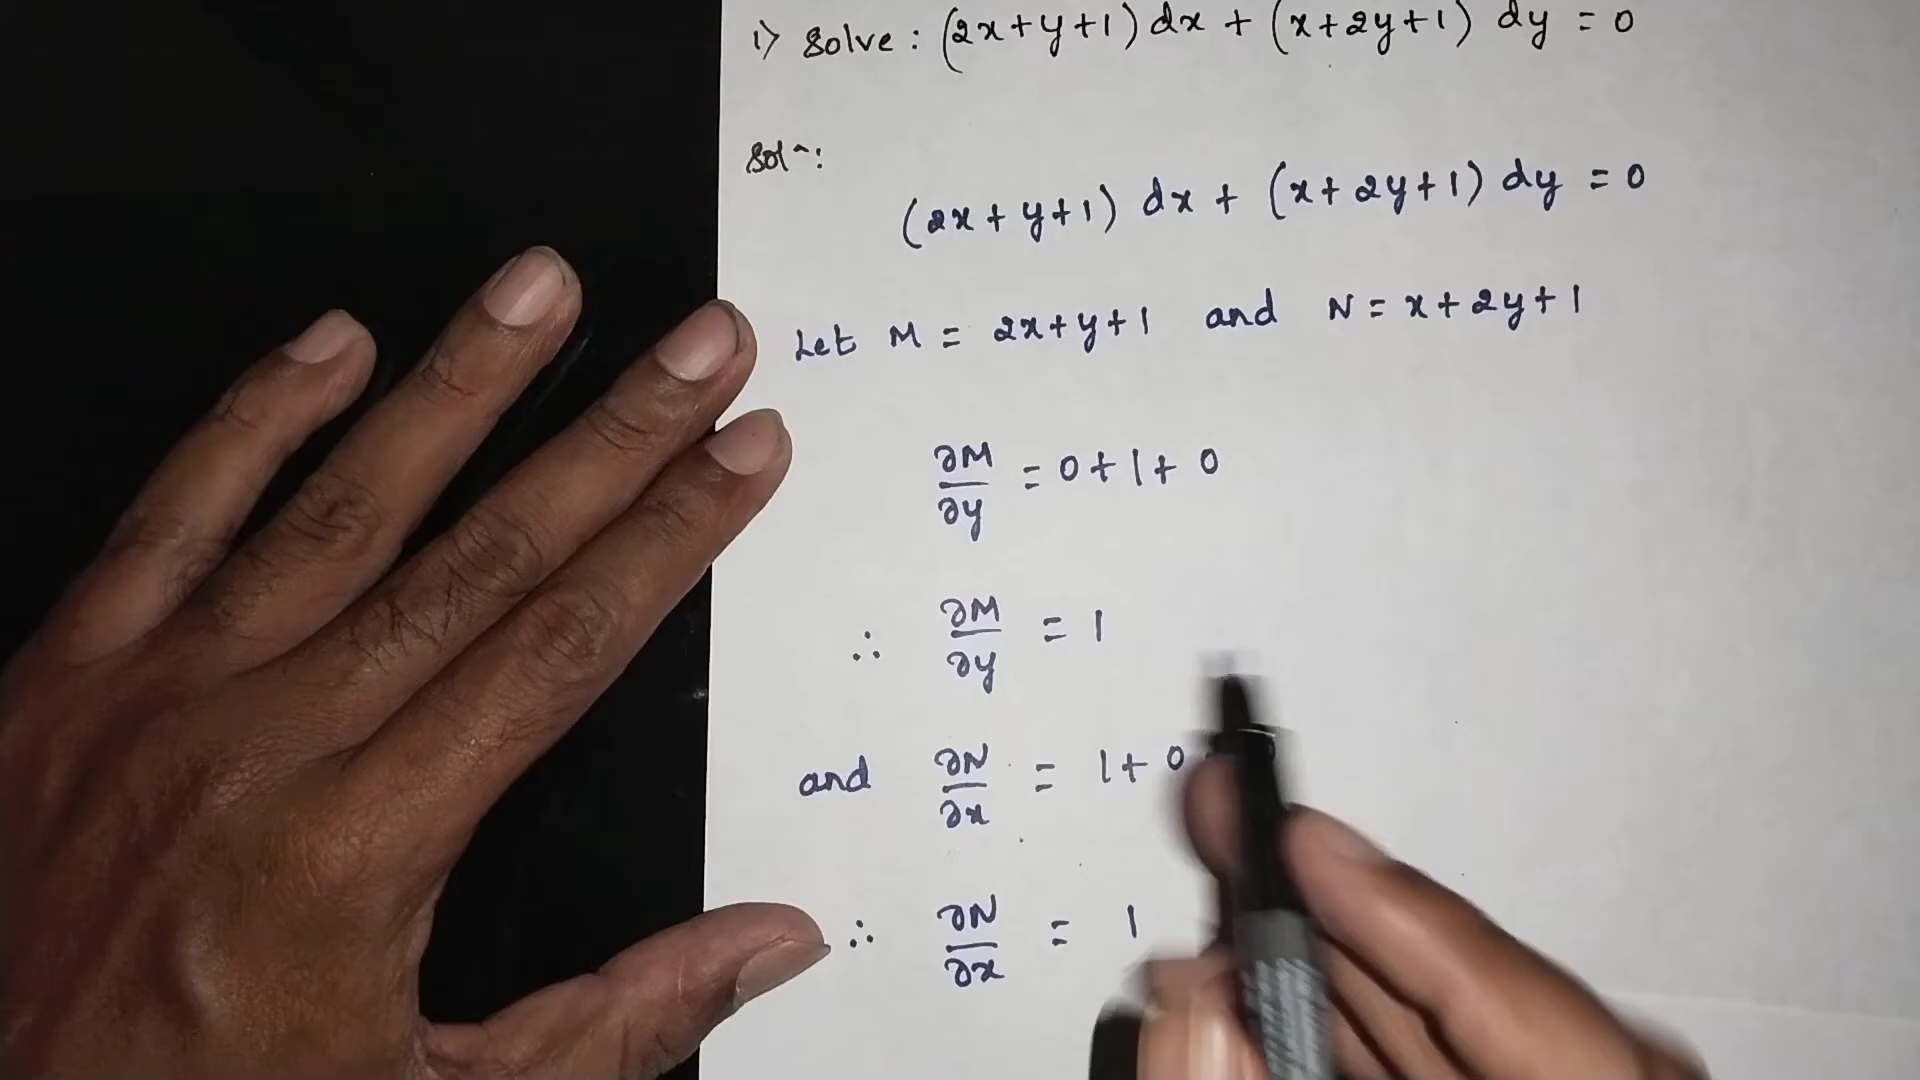 1) Solve : (2x+y+1) dx + (x+2y+1) dy = 0
Solⁿ:
(2x+y+1) dx + (x+2y+1) dy = 0
Let M = 2x+y+1 and N = x+2y+1
∂M/∂y = 0+1+0
∴ ∂M/∂y = 1
and ∂N/∂x = 1+0
∴ ∂N/∂x = 1